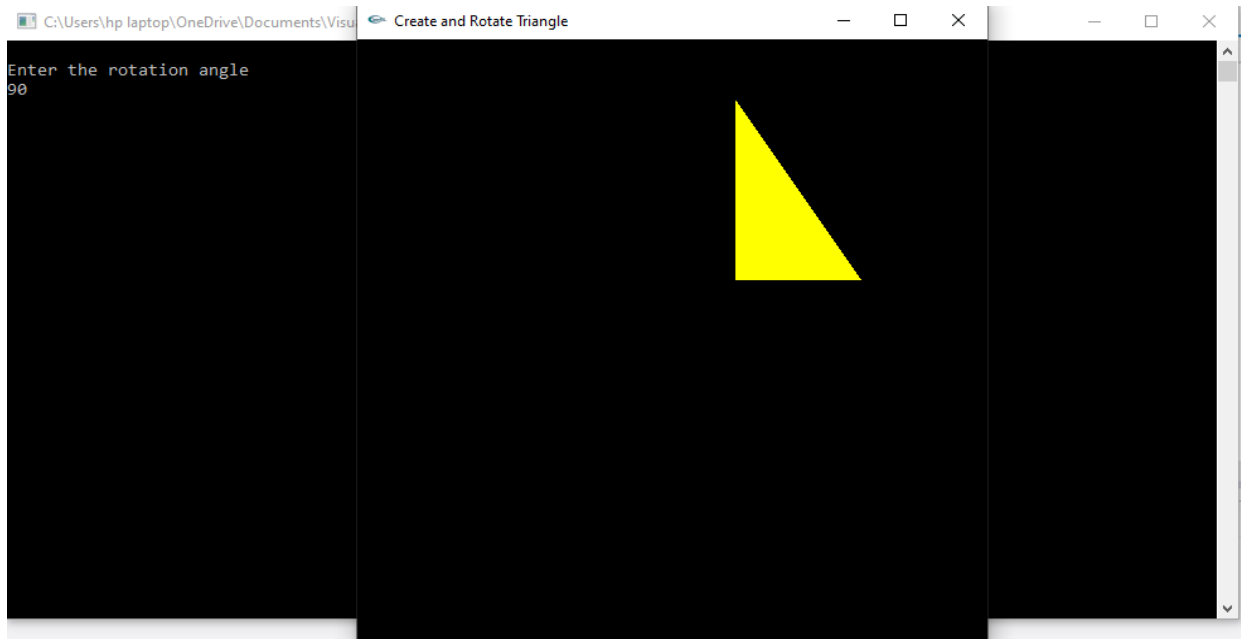 C:\Users\hp laptop\OneDrive\Documents\Visu
Create and Rotate Triangle
Enter the rotation angle
90